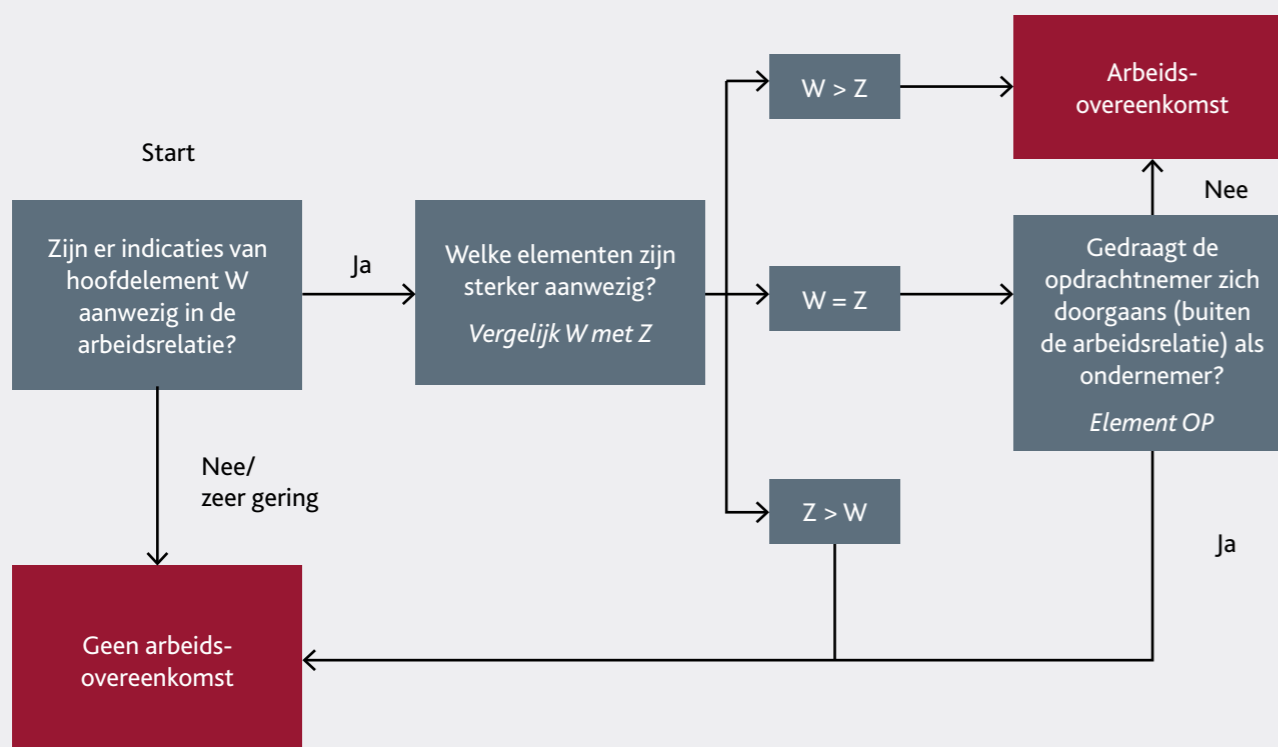 Start
Zijn er indicaties van
hoofdelement W
aanwezig in de
arbeidsrelatie?
Ja
Nee/
zeer gering
Geen arbeids-
overeenkomst
Welke elementen zijn
sterker aanwezig?
Vergelijk W met Z
W > Z
W = Z
Z > W
Arbeids-
overeenkomst
Nee
Gedraagt de
opdrachtnemer zich
doorgaans (buiten
de arbeidsrelatie) als
ondernemer?
Element OP
Ja